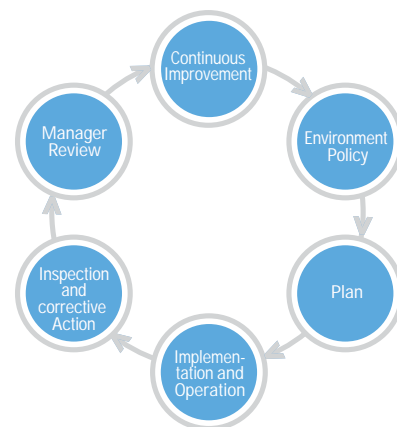 Continuous
Improvement
Environment
Policy
Plan
Implemen-
tation and
Operation
Inspection
and
corrective
Action
Manager
Review